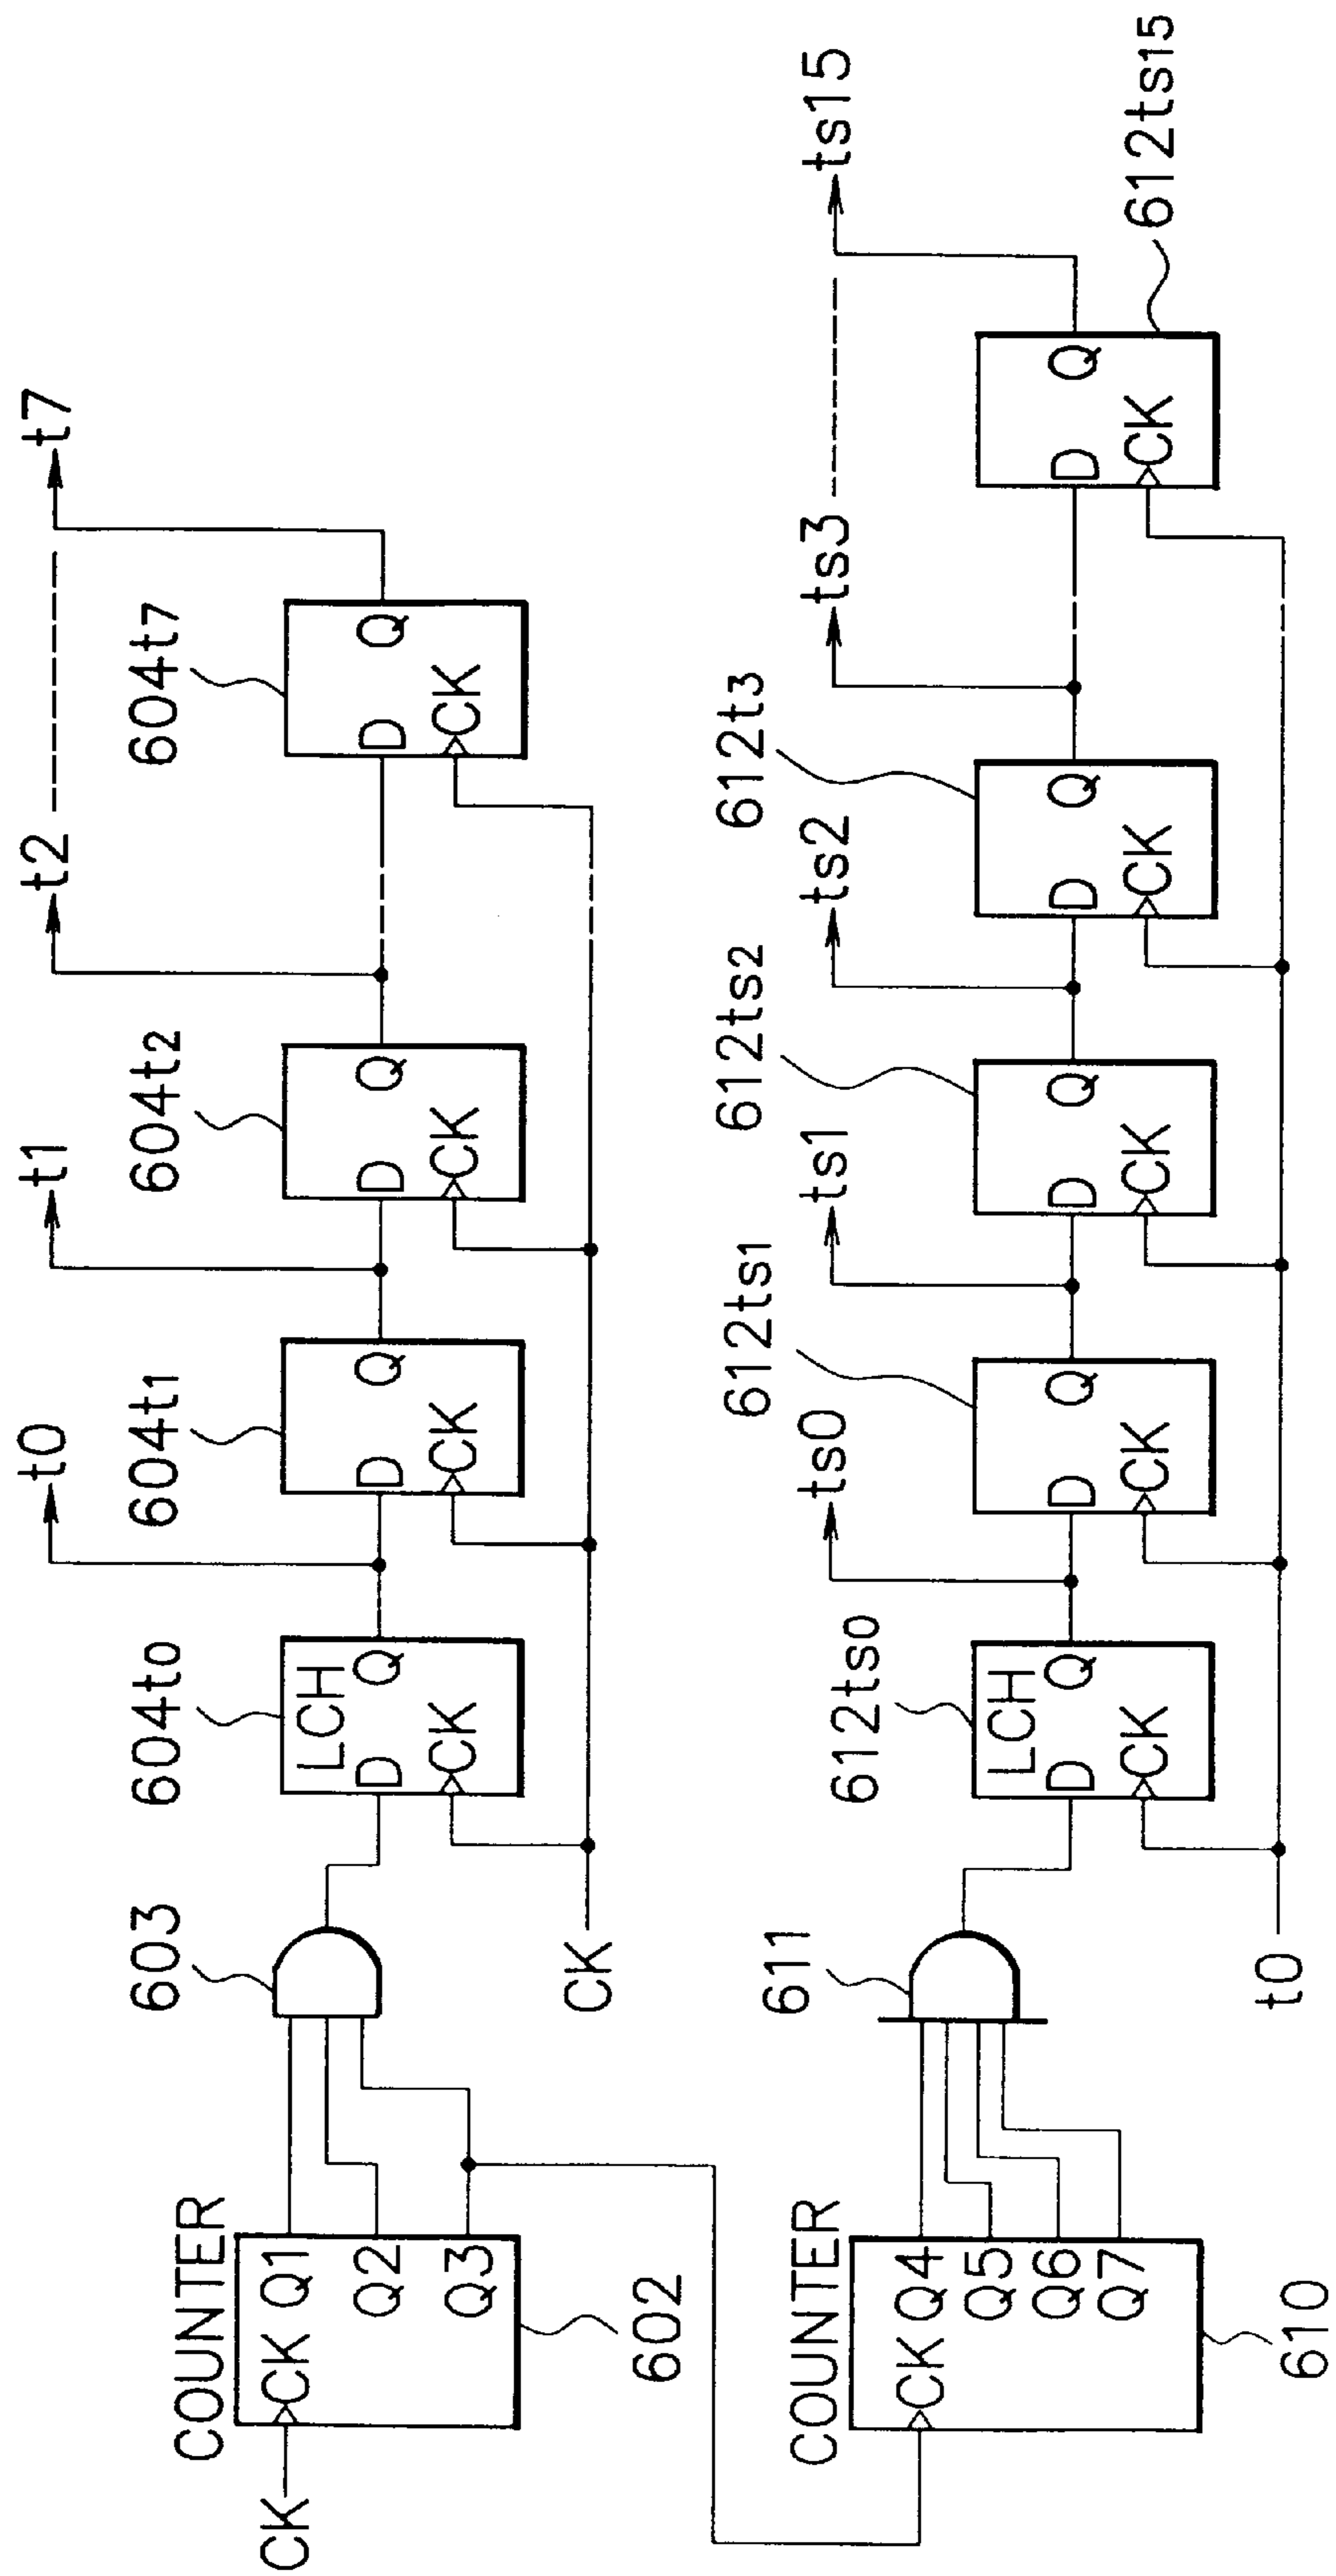 COUNTER
CK
CK Q1
Q2
Q3
602
603
CK
604t0
LCH
D Q
CK
t0
604t1
D Q
CK
t1
604t2
D Q
CK
t2
604t7
D Q
CK
t7
COUNTER
CK Q4
Q5
Q6
Q7
610
611
t0
612ts0
LCH
D Q
CK
ts0
612ts1
D Q
CK
ts1
612ts2
D Q
CK
ts2
612t3
D Q
CK
ts3
612ts15
D Q
CK
ts15